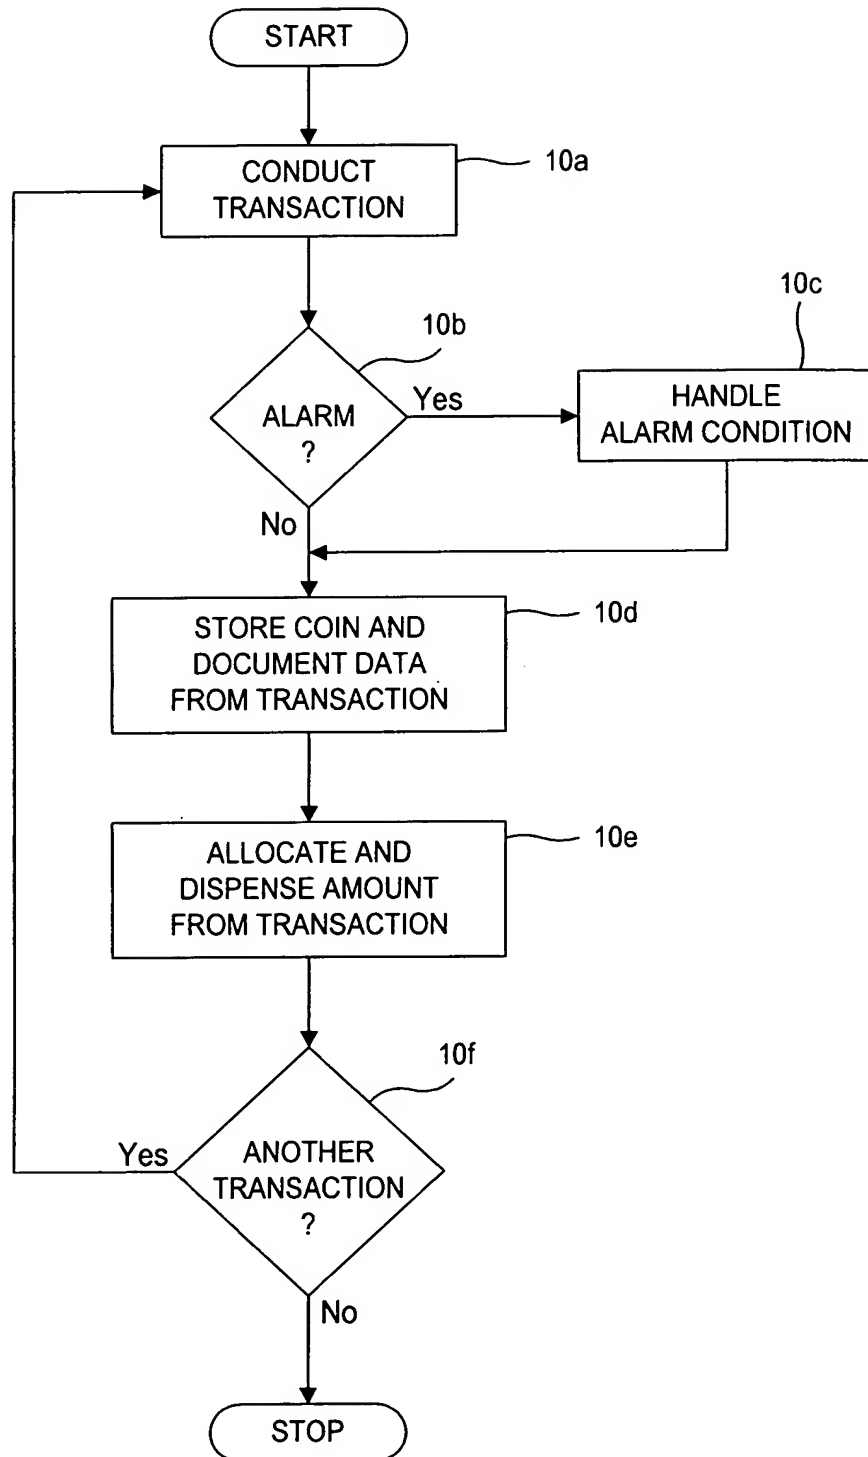 START
CONDUCT
TRANSACTION
10a
10b
ALARM
?
Yes
10c
HANDLE
ALARM CONDITION
No
STORE COIN AND
DOCUMENT DATA
FROM TRANSACTION
10d
ALLOCATE AND
DISPENSE AMOUNT
FROM TRANSACTION
10e
10f
Yes
ANOTHER
TRANSACTION
?
No
STOP